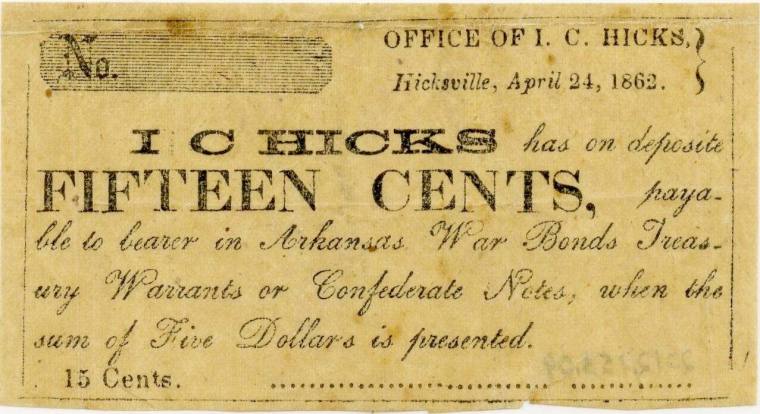 No.
OFFICE OF I. C. HICKS,
Hicksville, April 24, 1862.
I C HICKS has on deposite
FIFTEEN CENTS, paya-
ble to bearer in Arkansas War Bonds Treas-
ury Warrants or Confederate Notes, when the
sum of Five Dollars is presented.
15 Cents.